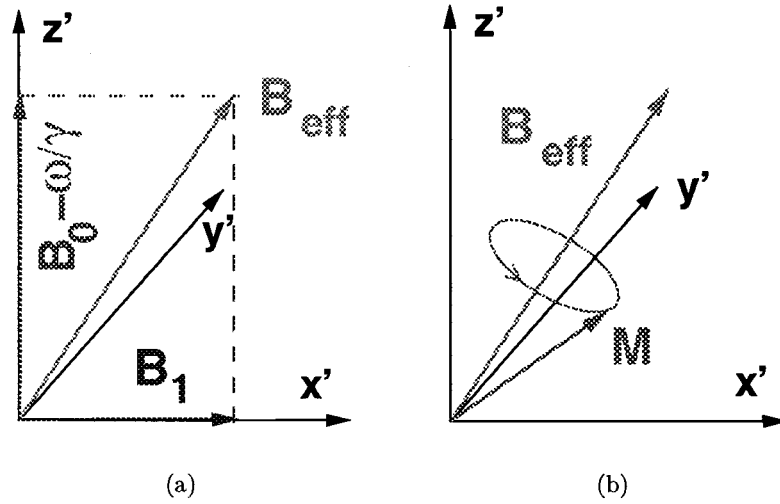 z'
B_eff
B_0-ω/γ
y'
B_1
x'
(a)
z'
B_eff
y'
M
x'
(b)